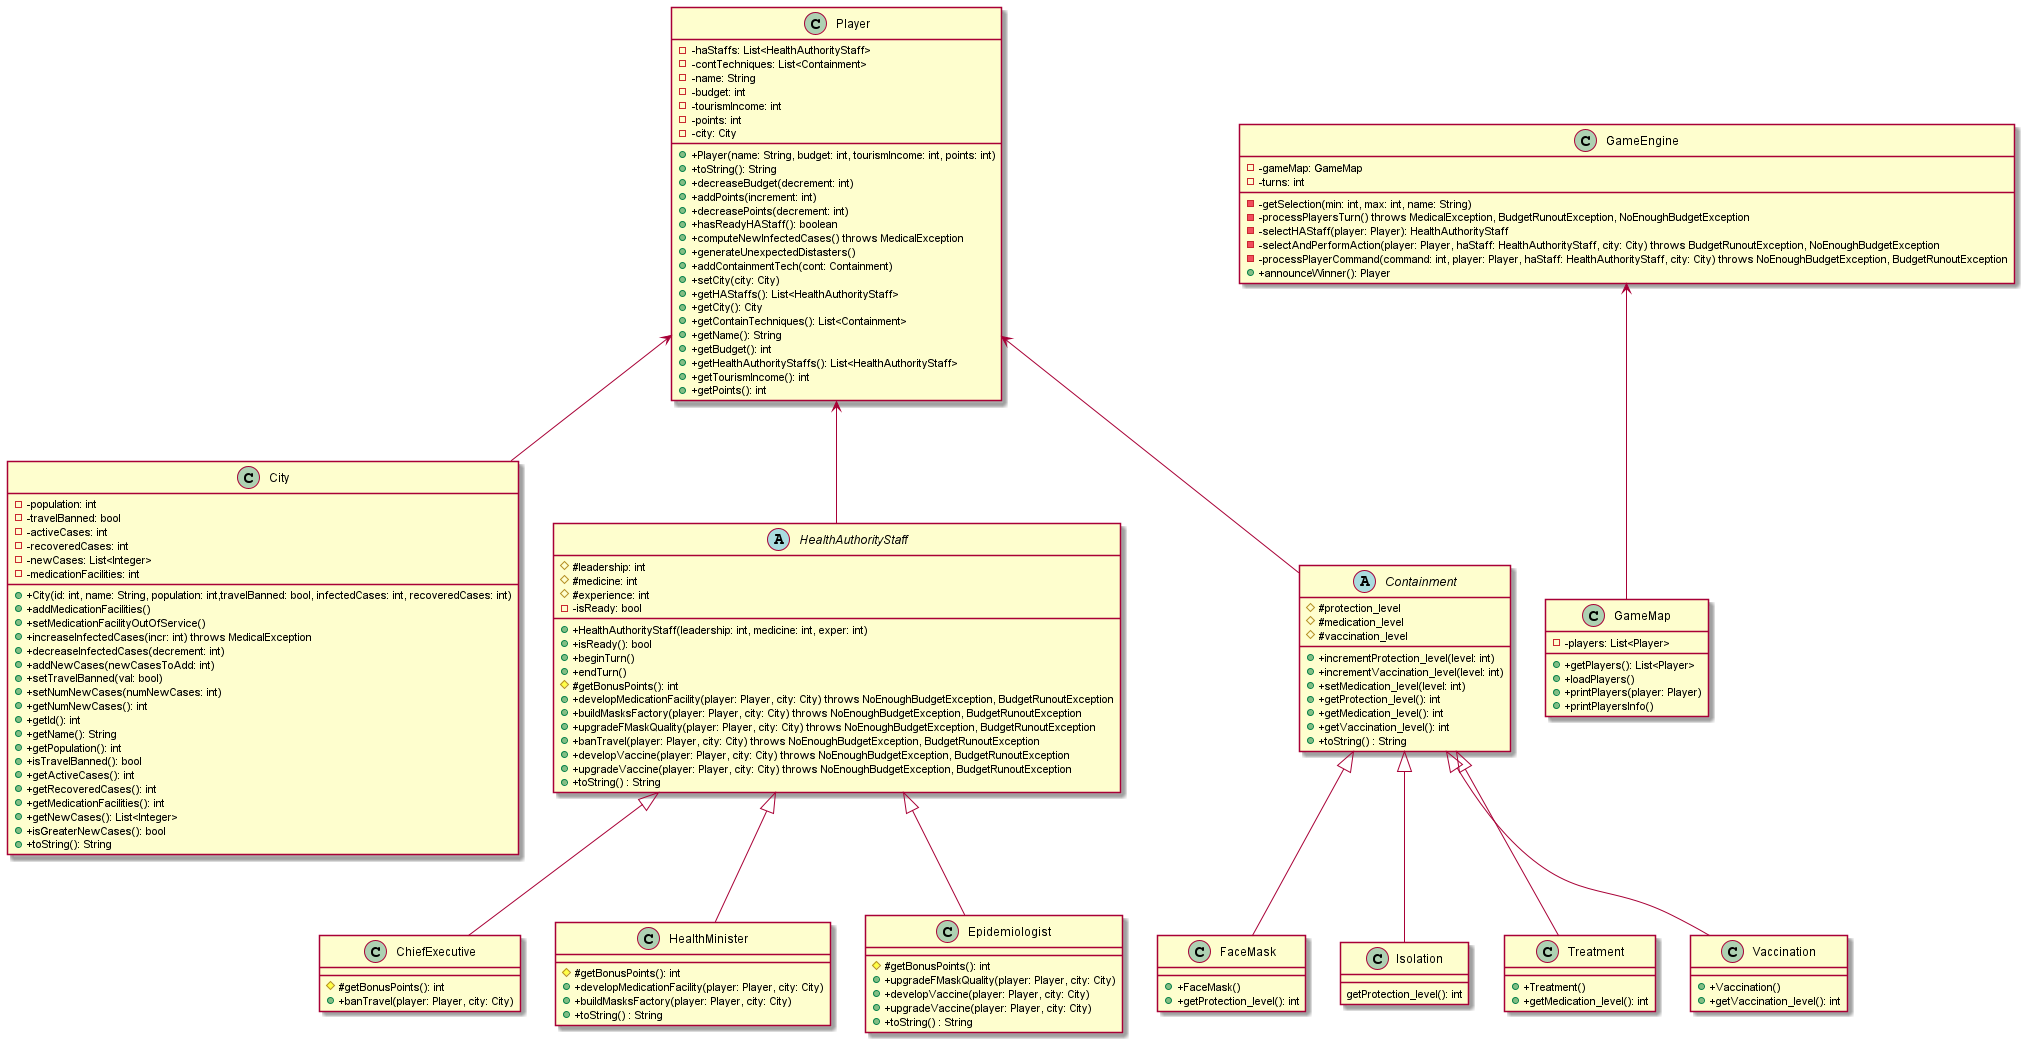 C Player
-haStaffs: List<HealthAuthorityStaff>
-contTechniques: List<Containment>
-name: String
-budget: int
-tourismIncome: int
-points: int
-city: City
+Player(name: String, budget: int, tourismIncome: int, points: int)
+toString(): String
+decreaseBudget(decrement: int)
+addPoints(increment: int)
+decreasePoints(decrement: int)
+hasReadyHAStaff(): boolean
+computeNewInfectedCases() throws MedicalException
+generateUnexpectedDistasters()
+addContainmentTech(cont: Containment)
+setCity(city: City)
+getHAStaffs(): List<HealthAuthorityStaff>
+getCity(): City
+getContainTechniques(): List<Containment>
+getName(): String
+getBudget(): int
+getHealthAuthorityStaffs(): List<HealthAuthorityStaff>
+getTourismIncome(): int
+getPoints(): int
C GameEngine
-gameMap: GameMap
-turns: int
-getSelection(min: int, max: int, name: String)
-processPlayersTurn() throws MedicalException, BudgetRunoutException, NoEnoughBudgetException
-selectHAStaff(player: Player): HealthAuthorityStaff
-selectAndPerformAction(player: Player, haStaff: HealthAuthorityStaff, city: City) throws BudgetRunoutException, NoEnoughBudgetException
-processPlayerCommand(command: int, player: Player, haStaff: HealthAuthorityStaff, city: City) throws NoEnoughBudgetException, BudgetRunoutException
+announceWinner(): Player
C City
-population: int
-travelBanned: bool
-activeCases: int
-recoveredCases: int
-newCases: List<Integer>
-medicationFacilities: int
+City(id: int, name: String, population: int,travelBanned: bool, infectedCases: int, recoveredCases: int)
+addMedicationFacilities()
+setMedicationFacilityOutOfService()
+increaseInfectedCases(incr: int) throws MedicalException
+decreaseInfectedCases(decrement: int)
+addNewCases(newCasesToAdd: int)
+setTravelBanned(val: bool)
+setNumNewCases(numNewCases: int)
+getNumNewCases(): int
+getId(): int
+getName(): String
+getPopulation(): int
+isTravelBanned(): bool
+getActiveCases(): int
+getRecoveredCases(): int
+getMedicationFacilities(): int
+getNewCases(): List<Integer>
+isGreaterNewCases(): bool
+toString(): String
A HealthAuthorityStaff
#leadership: int
#medicine: int
#experience: int
-isReady: bool
+HealthAuthorityStaff(leadership: int, medicine: int, exper: int)
+isReady(): bool
+beginTurn()
+endTurn()
#getBonusPoints(): int
+developMedicationFacility(player: Player, city: City) throws NoEnoughBudgetException, BudgetRunoutException
+buildMasksFactory(player: Player, city: City) throws NoEnoughBudgetException, BudgetRunoutException
+upgradeFMaskQuality(player: Player, city: City) throws NoEnoughBudgetException, BudgetRunoutException
+banTravel(player: Player, city: City) throws NoEnoughBudgetException, BudgetRunoutException
+developVaccine(player: Player, city: City) throws NoEnoughBudgetException, BudgetRunoutException
+upgradeVaccine(player: Player, city: City) throws NoEnoughBudgetException, BudgetRunoutException
+toString() : String
A Containment
#protection_level
#medication_level
#vaccination_level
+incrementProtection_level(level: int)
+incrementVaccination_level(level: int)
+setMedication_level(level: int)
+getProtection_level(): int
+getMedication_level(): int
+getVaccination_level(): int
+toString() : String
C GameMap
-players: List<Player>
+getPlayers(): List<Player>
+loadPlayers()
+printPlayers(player: Player)
+printPlayersInfo()
C ChiefExecutive
#getBonusPoints(): int
+banTravel(player: Player, city: City)
C HealthMinister
#getBonusPoints(): int
+developMedicationFacility(player: Player, city: City)
+buildMasksFactory(player: Player, city: City)
+toString() : String
C Epidemiologist
#getBonusPoints(): int
+upgradeFMaskQuality(player: Player, city: City)
+developVaccine(player: Player, city: City)
+upgradeVaccine(player: Player, city: City)
+toString() : String
C FaceMask
+FaceMask()
+getProtection_level(): int
C Isolation
getProtection_level(): int
C Treatment
+Treatment()
+getMedication_level(): int
C Vaccination
+Vaccination()
+getVaccination_level(): int